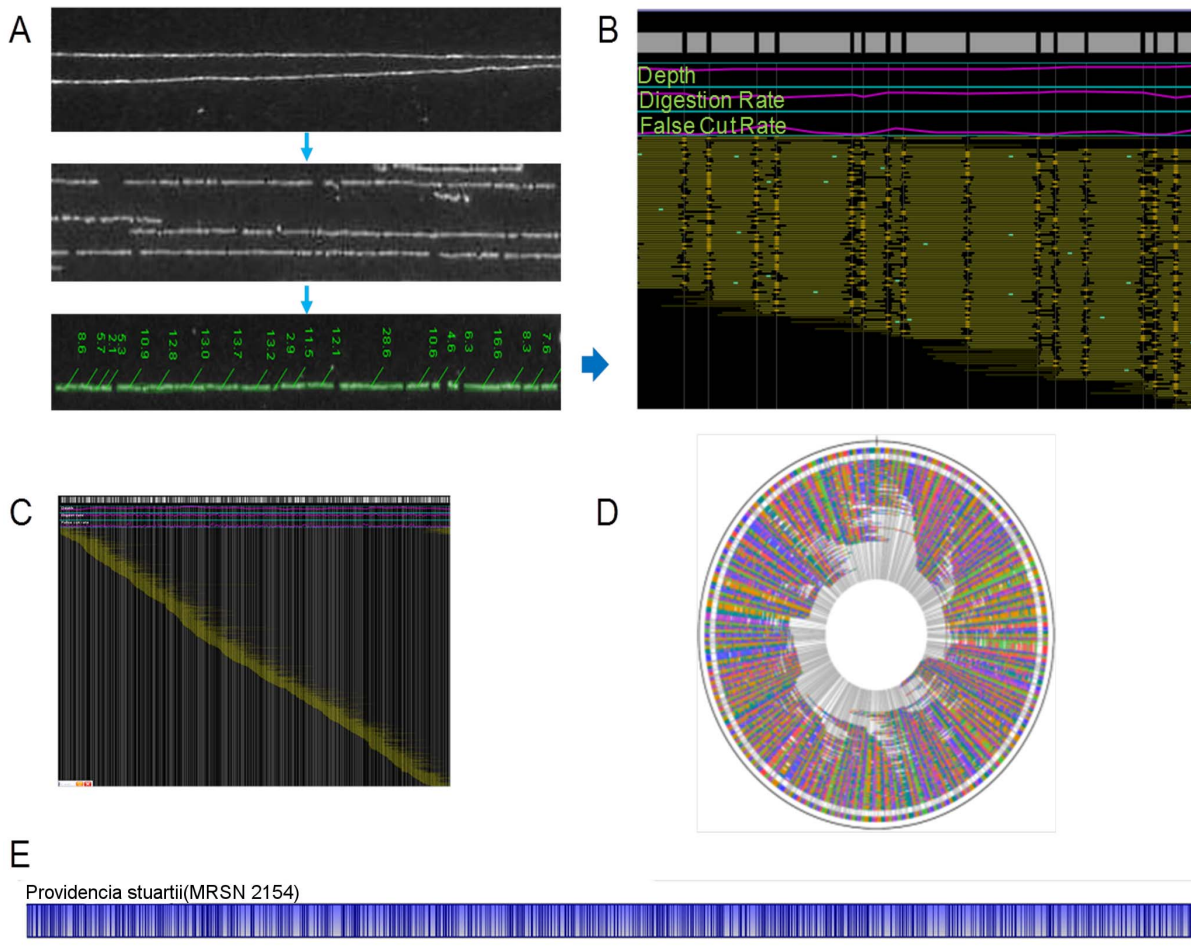 A
B
Depth
Digestion Rate
False Cut Rate
8.6
5.7
2.1
5.3
10.9
12.8
13.0
13.7
13.2
2.9
11.5
12.1
28.6
10.6
4.6
6.3
16.6
8.3
7.6
C
Depth
D
E
Providencia stuartii(MRSN 2154)